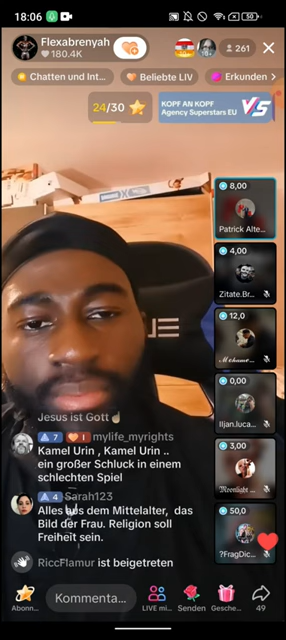 18:06
50
Flexabrenyah
180.4K
261
Chatten und Int...
Beliebte LIV
Erkunden
24/30
KOPF AN KOPF
Agency Superstars EU
VS
8,00
Patrick Alte...
4,00
Zitate.Br...
12,0
Mohame...
0,00
Iljan.luca...
3,00
Moonlight ...
50,0
?FragDic...
Jesus ist Gott
7 1 mylife_myrights
Kamel Urin , Kamel Urin ..
ein großer Schluck in einem
schlechten Spiel
4 Sarah123
Alles aus dem Mittelalter, das
Bild der Frau. Religion soll
Freiheit sein.
RiccFlamur ist beigetreten
Abonn...
Kommenta...
LIVE mi...
Senden
Gesche...
49